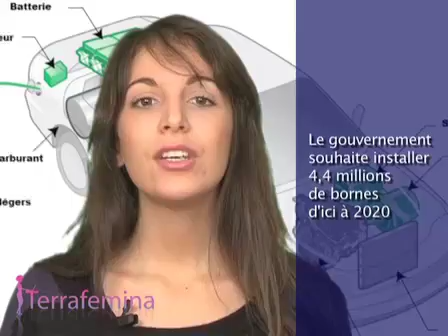 Batterie
eur
arburant
légers
s
Le gouvernement
souhaite installer
4,4 millions
de bornes
d'ici à 2020
Terrafemina